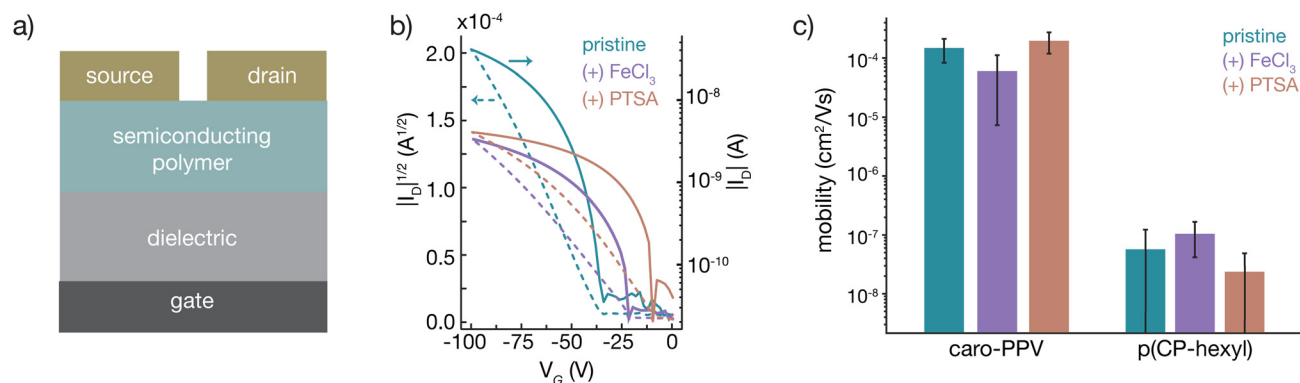 a)
source
drain
semiconducting
polymer
dielectric
gate
b)
×10⁻⁴
pristine
(+) FeCl₃
(+) PTSA
2.0
1.5
1.0
0.5
0.0
|I_D|^1/2 (A^1/2)
10⁻⁸
10⁻⁹
10⁻¹⁰
|I_D| (A)
-100
-75
-50
-25
0
V_G (V)
c)
pristine
(+) FeCl₃
(+) PTSA
mobility (cm²/Vs)
10⁻⁴
10⁻⁵
10⁻⁷
10⁻⁸
caro-PPV
p(CP-hexyl)